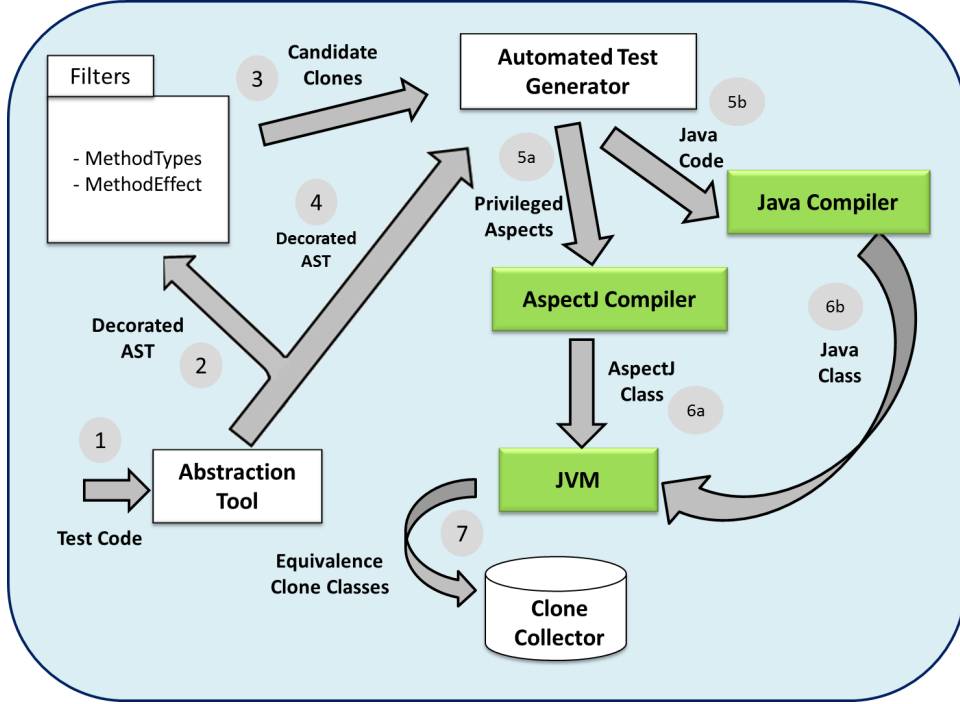 Filters
- MethodTypes
- MethodEffect
3
Candidate
Clones
Automated Test
Generator
5a
Privileged
Aspects
5b
Java
Code
Java Compiler
4
Decorated
AST
Decorated
AST
2
AspectJ Compiler
6b
Java
Class
AspectJ
Class
6a
1
Test Code
Abstraction
Tool
JVM
7
Equivalence
Clone Classes
Clone
Collector